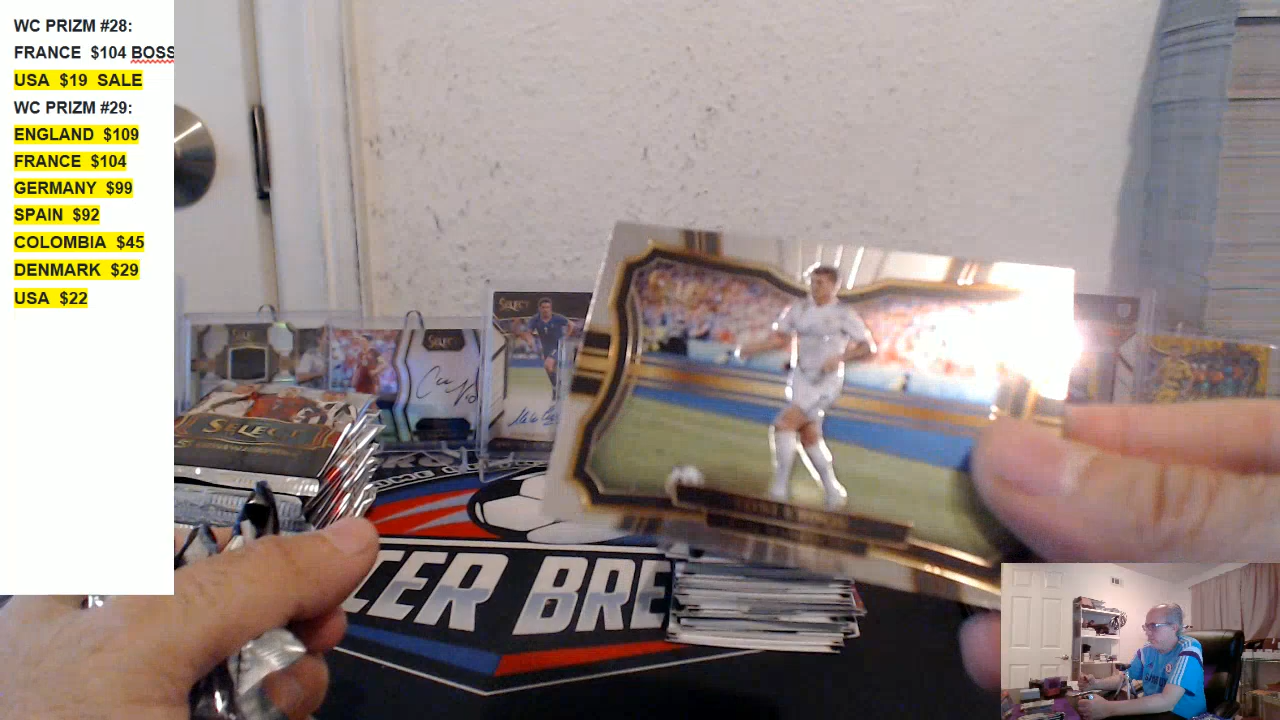 WC PRIZM #28:
FRANCE $104 BOSS
USA $19 SALE
WC PRIZM #29:
ENGLAND $109
FRANCE $104
GERMANY $99
SPAIN $92
COLOMBIA $45
DENMARK $29
USA $22
SELECT
SELECT
SELECT
CER BRE